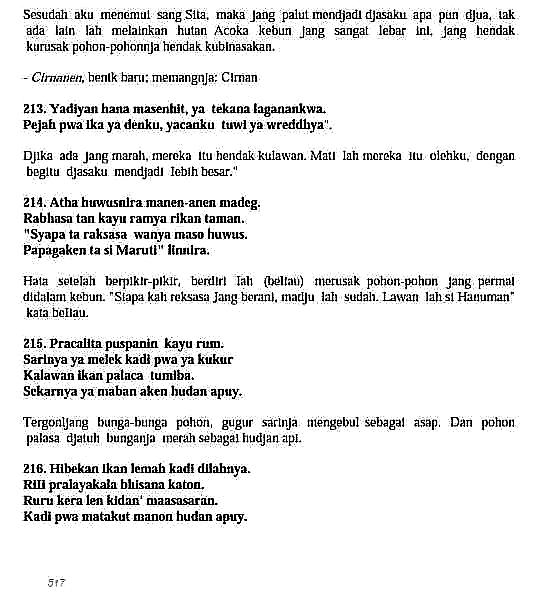 Sesudah aku menemui sang Sita, maka jang patut mendjadi djasaku apa pun djua, tak
ada lain lah melainkan hutan Açoka kebun jang sangat lebar ini, jang hendak
kurusak pohon-pohonnja hendak kubinasakan.
- Cirnanen, bentk baru; memangnja; Cirnan
213. Yadiyan hana masenhit, ya tekana laganankwa.
Pejah pwa ika ya denku, yacanku tuwi ya wreddhya".
Djika ada jang marah, mereka itu hendak kulawan. Mati lah mereka itu olehku, dengan
begitu djasaku mendjadi lebih besar."
214. Atha huwusnira manen-anen madeg.
Rabhasa tan kayu ramya rikan taman.
"Syapa ta raksasa wanya maso huwus.
Papagaken ta si Maruti" linnira.
Hata setelah berpikir-pikir, berdiri lah (beliau) merusak pohon-pohon jang permai
didalam kebun. "Siapa kah reksasa jang berani, madju lah sudah. Lawan lah si Hanuman"
kata beliau.
215. Pracalita puspanin kayu rum.
Sarinya ya melek kadi pwa ya kukur
Kalawan ikan palaca tumiba.
Sekarnya ya maban aken hudan apuy.
Tergontjang bunga-bunga pohon, gugur sarinja mengebul sebagai asap. Dan pohon
palasa djatuh bunganja merah sebagai hudjan api.
216. Hibekan ikan lemah kadi dilahnya.
Rili pralayakala bhisana katon.
Ruru kera len kidan' maasasaran.
Kadi pwa matakut manon hudan apuy.
517